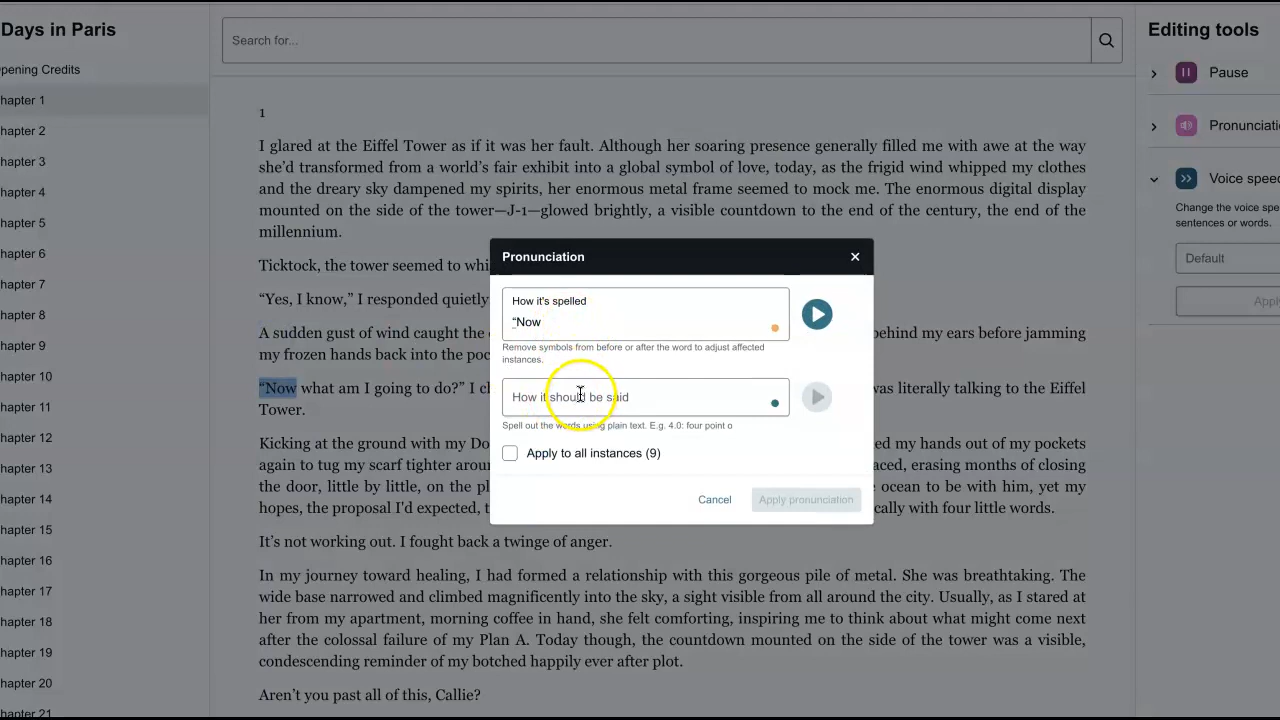 Days in Paris
pening Credits
hapter 1
hapter 2
hapter 3
hapter 4
hapter 5
hapter 6
hapter 7
hapter 8
hapter 9
hapter 10
hapter 11
hapter 12
hapter 13
hapter 14
hapter 15
hapter 16
hapter 17
hapter 18
hapter 19
hapter 20
hapter 21
Search for...
1
I glared at the Eiffel Tower as if it was her fault. Although her soaring presence generally filled me with awe at the way
she’d transformed from a world’s fair exhibit into a global symbol of love, today, as the frigid wind whipped my clothes
and the dreary sky dampened my spirits, her enormous metal frame seemed to mock me. The enormous digital display
mounted on the side of the tower—J-1—glowed brightly, a visible countdown to the end of the century, the end of the
millennium.
Ticktock, the tower seemed to whi
“Yes, I know,” I responded quietly
A sudden gust of wind caught the behind my ears before jamming
my frozen hands back into the poc
“Now what am I going to do?” I cl was literally talking to the Eiffel
Tower.
Kicking at the ground with my Do ed my hands out of my pockets
again to tug my scarf tighter aroun aced, erasing months of closing
the door, little by little, on the pl ocean to be with him, yet my
hopes, the proposal I'd expected, t cally with four little words.
It’s not working out. I fought back a twinge of anger.
In my journey toward healing, I had formed a relationship with this gorgeous pile of metal. She was breathtaking. The
wide base narrowed and climbed magnificently into the sky, a sight visible from all around the city. Usually, as I stared at
her from my apartment, morning coffee in hand, she felt comforting, inspiring me to think about what might come next
after the colossal failure of my Plan A. Today though, the countdown mounted on the side of the tower was a visible,
condescending reminder of my botched happily ever after plot.
Aren’t you past all of this, Callie?
Pronunciation
How it's spelled
“Now
Remove symbols from before or after the word to adjust affected
instances.
How it should be said
Spell out the words using plain text. E.g. 4.0: four point o
Apply to all instances (9)
Cancel
Apply pronunciation
Editing tools
Pause
Pronunciati
Voice speed
Change the voice spe
sentences or words.
Default
Appl